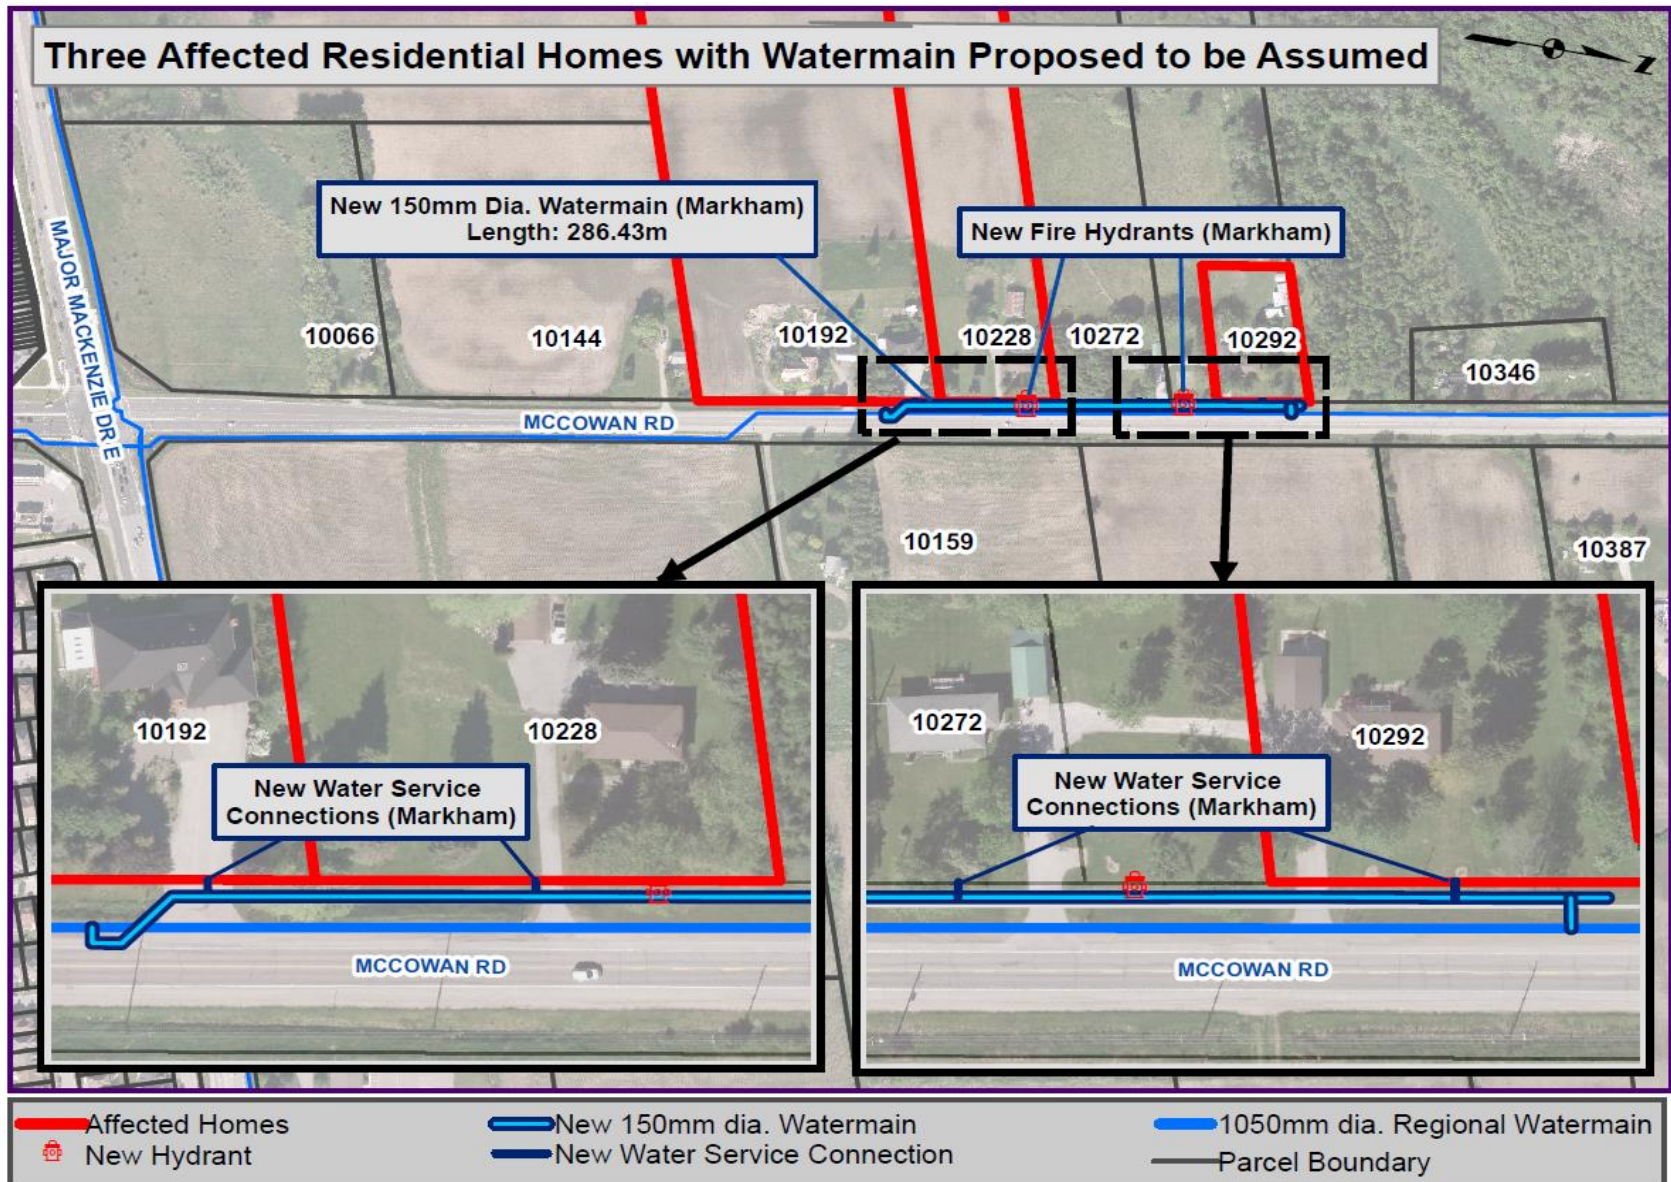 Three Affected Residential Homes with Watermain Proposed to be Assumed
Z
New 150mm Dia. Watermain (Markham)
Length: 286.43m
New Fire Hydrants (Markham)
MAJOR MACKENZIE DR E
10066
10144
10192
10228
10272
10292
10346
MCCOWAN RD
10159
10387
10192
10228
New Water Service
Connections (Markham)
MCCOWAN RD
10272
10292
New Water Service
Connections (Markham)
MCCOWAN RD
Affected Homes
New Hydrant
New 150mm dia. Watermain
New Water Service Connection
1050mm dia. Regional Watermain
Parcel Boundary